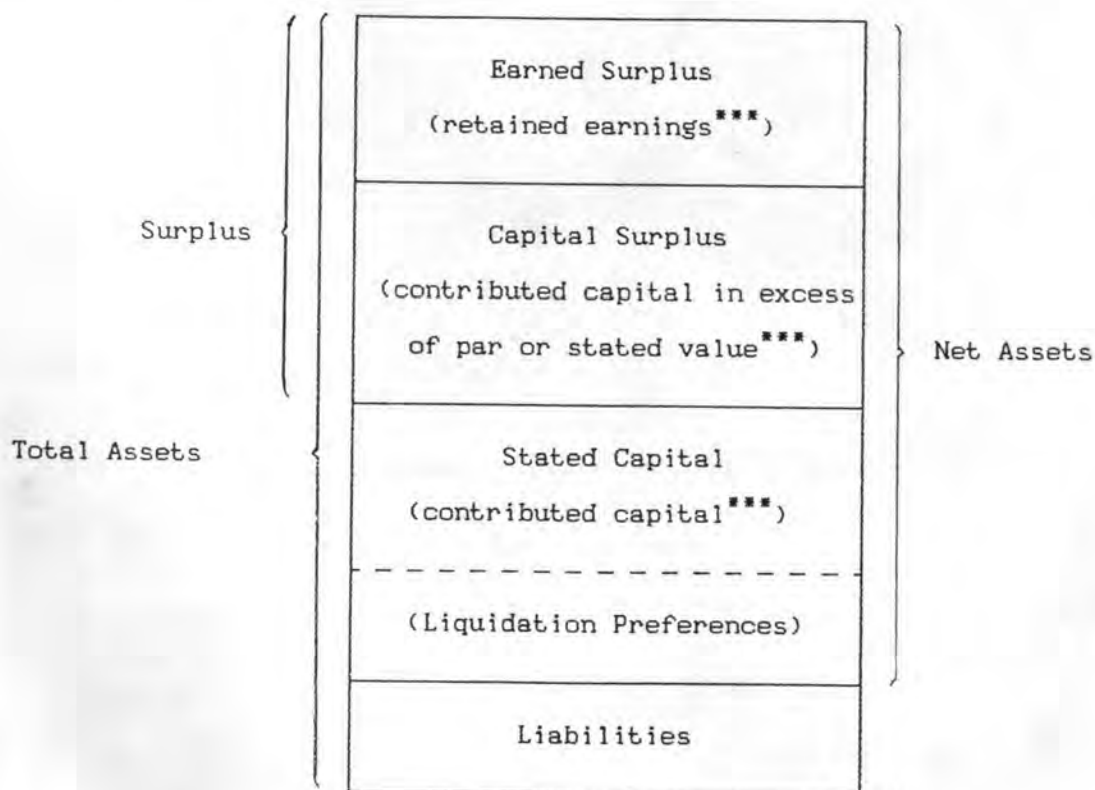 Earned Surplus
(retained earnings***)
Surplus
Capital Surplus
(contributed capital in excess
of par or stated value***)
Net Assets
Total Assets
Stated Capital
(contributed capital***)
(Liquidation Preferences)
Liabilities